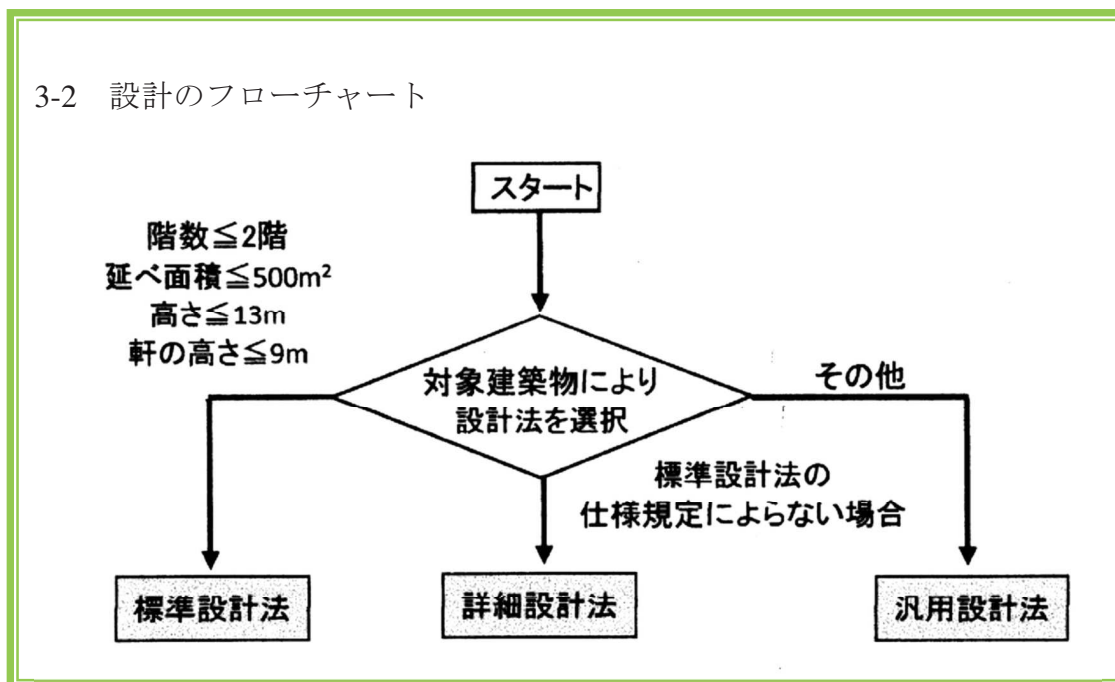 3-2 設計のフローチャート
スタート
階数≦2階
延べ面積≦500m²
高さ≦13m
軒の高さ≦9m
対象建築物により
設計法を選択
その他
標準設計法の
仕様規定によらない場合
標準設計法
詳細設計法
汎用設計法